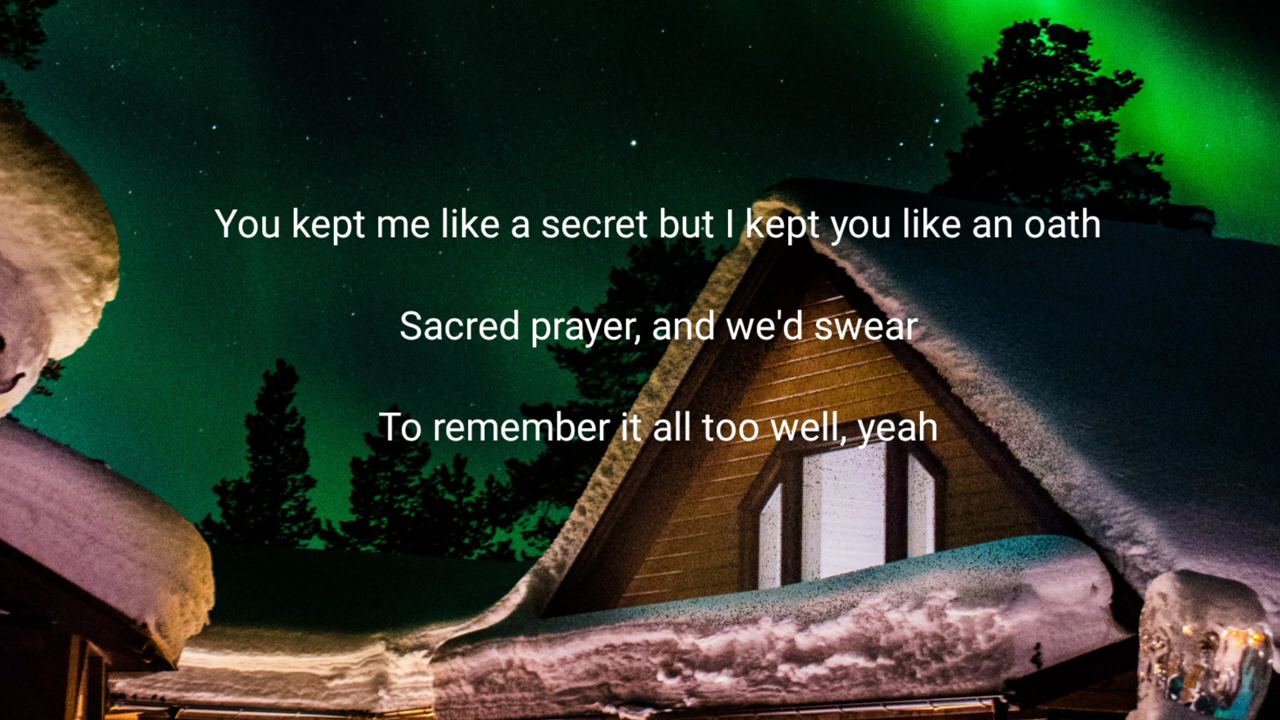 You kept me like a secret but I kept you like an oath
Sacred prayer, and we'd swear
To remember it all too well, yeah